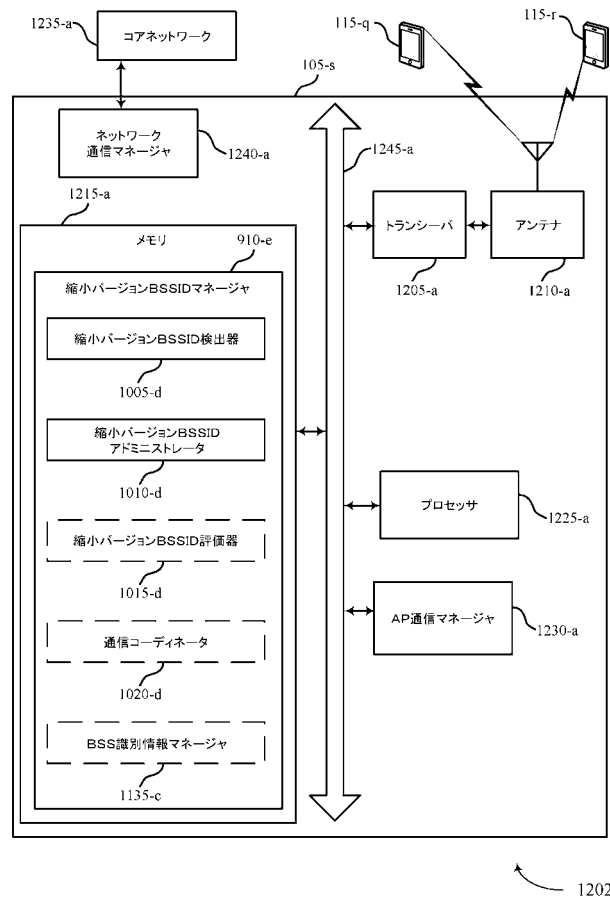 1235-a
コアネットワーク
115-q
115-r
105-s
ネットワーク
通信マネージャ
1240-a
1245-a
1215-a
メモリ
910-e
トランシーバ
アンテナ
1205-a
1210-a
縮小バージョンBSSIDマネージャ
縮小バージョンBSSID検出器
1005-d
縮小バージョンBSSID
アドミニストレータ
1010-d
プロセッサ
1225-a
縮小バージョンBSSID評価器
1015-d
AP通信マネージャ
1230-a
通信コーディネータ
1020-d
BSS識別情報マネージャ
1135-c
1202